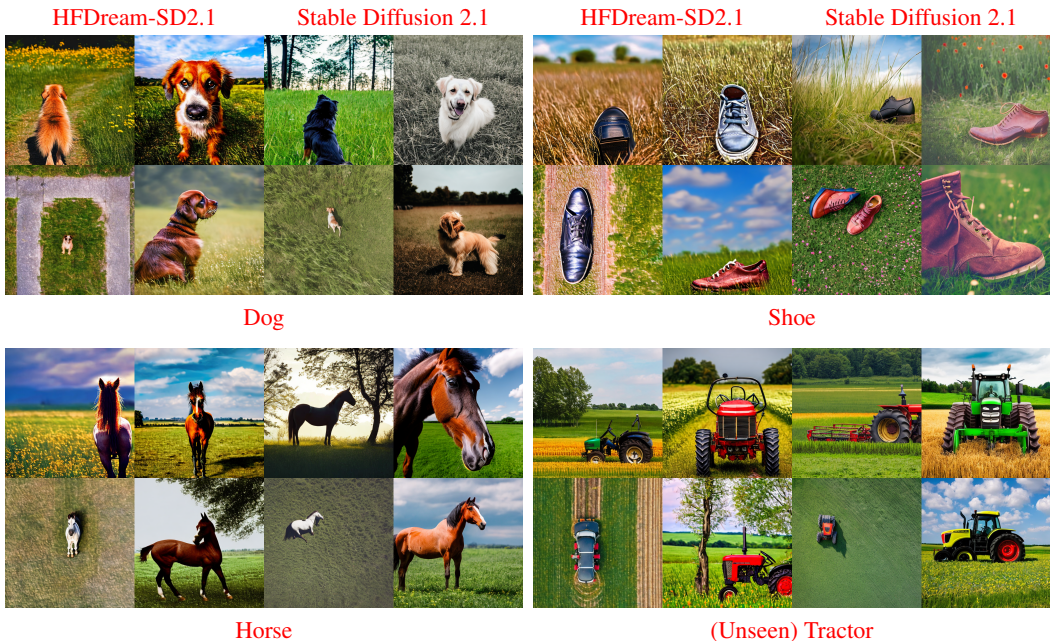 HFDream-SD2.1 Stable Diffusion 2.1 HFDream-SD2.1 Stable Diffusion 2.1
Dog Shoe
Horse (Unseen) Tractor